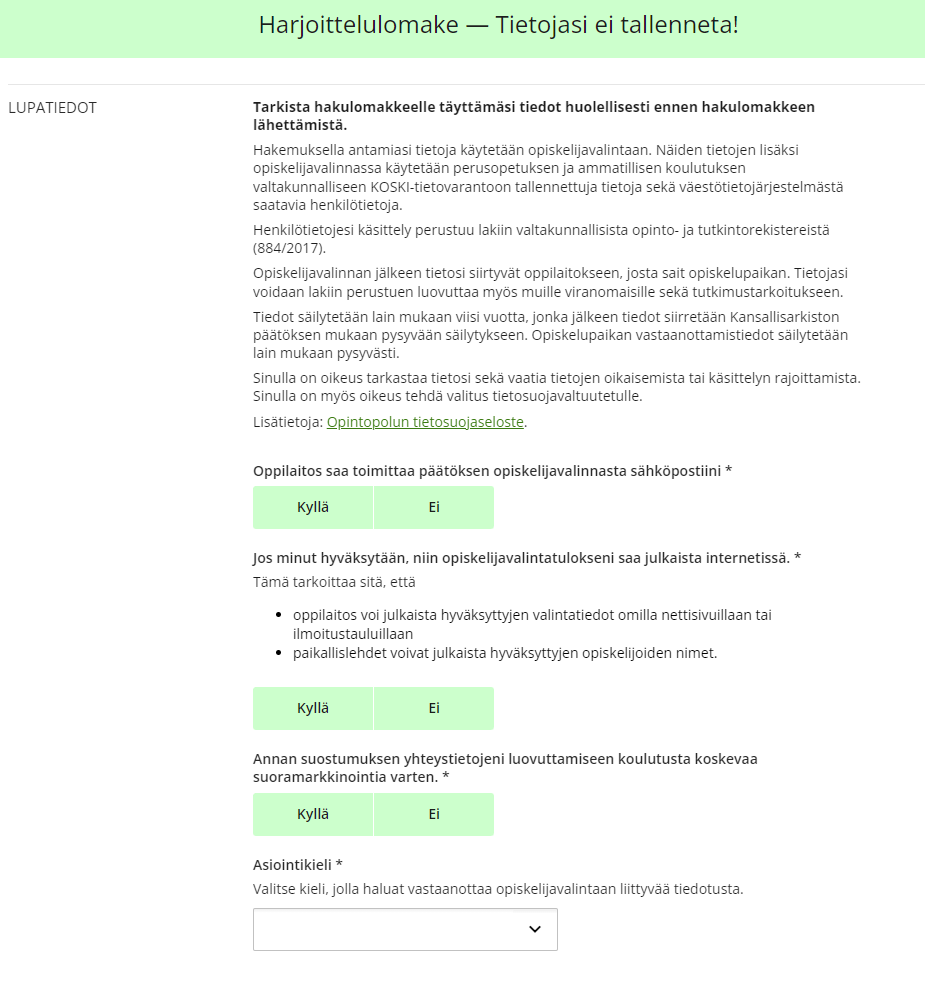 Harjoittelulomake — Tietojasi ei tallenneta!
LUPATIEDOT
Tarkista hakulomakkeelle täyttämäsi tiedot huolellisesti ennen hakulomakkeen
lähettämistä.
Hakemuksella antamiasi tietoja käytetään opiskelijavalintaan. Näiden tietojen lisäksi
opiskelijavalinnassa käytetään perusopetuksen ja ammatillisen koulutuksen
valtakunnalliseen KOSKI-tietovarantoon tallennettuja tietoja sekä väestötietojärjestelmästä
saatavia henkilötietoja.
Henkilötietojesi käsittely perustuu lakiin valtakunnallisista opinto- ja tutkintorekistereistä
(884/2017).
Opiskelijavalinnan jälkeen tietosi siirtyvät oppilaitokseen, josta sait opiskelupaikan. Tietojasi
voidaan lakiin perustuen luovuttaa myös muille viranomaisille sekä tutkimustarkoitukseen.
Tiedot säilytetään lain mukaan viisi vuotta, jonka jälkeen tiedot siirretään Kansallisarkiston
päätöksen mukaan pysyvään säilytykseen. Opiskelupaikan vastaanottamistiedot säilytetään
lain mukaan pysyvästi.
Sinulla on oikeus tarkastaa tietosi sekä vaatia tietojen oikaisemista tai käsittelyn rajoittamista.
Sinulla on myös oikeus tehdä valitus tietosuojavaltuutetulle.
Lisätietoja: Opintopolun tietosuojaseloste.
Oppilaitos saa toimittaa päätöksen opiskelijavalinnasta sähköpostiini *
Kyllä Ei
Jos minut hyväksytään, niin opiskelijavalintatulokseni saa julkaista internetissä. *
Tämä tarkoittaa sitä, että
• oppilaitos voi julkaista hyväksyttyjen valintatiedot omilla nettisivuillaan tai
ilmoitustauluillaan
• paikallislehdet voivat julkaista hyväksyttyjen opiskelijoiden nimet.
Kyllä Ei
Annan suostumuksen yhteystietojeni luovuttamiseen koulutusta koskevaa
suoramarkkinointia varten. *
Kyllä Ei
Asiointikieli *
Valitse kieli, jolla haluat vastaanottaa opiskelijavalintaan liittyvää tiedotusta.